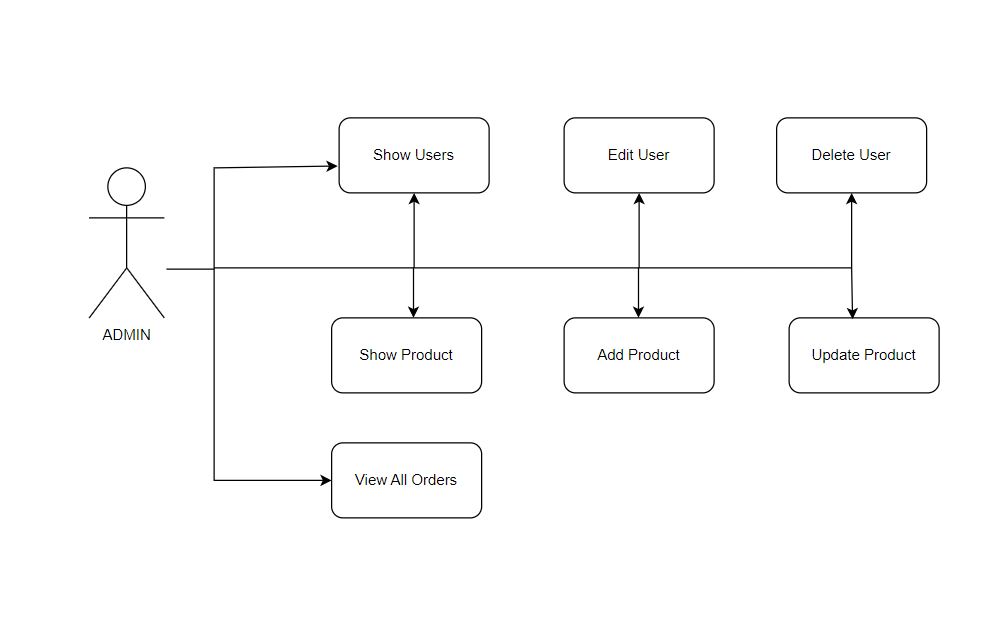 Show Users
Edit User
Delete User
ADMIN
Show Product
Add Product
Update Product
View All Orders